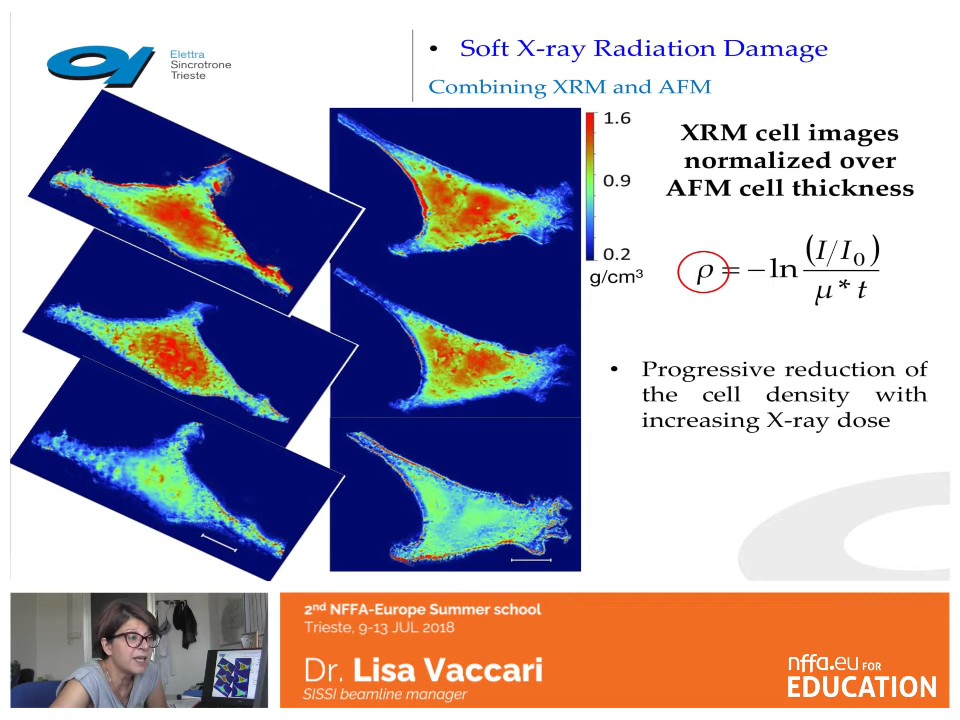 Elettra
Sincrotrone
Trieste
• Soft X-ray Radiation Damage
Combining XRM and AFM
1.6
0.9
0.2
g/cm³
XRM cell images
normalized over
AFM cell thickness
ρ = −ln (I/I₀) / μ * t
• Progressive reduction of
the cell density with
increasing X-ray dose
2nd NFFA-Europe Summer school
Trieste, 9-13 JUL 2018
Dr. Lisa Vaccari
SISSI beamline manager
nffa.eu FOR
EDUCATION